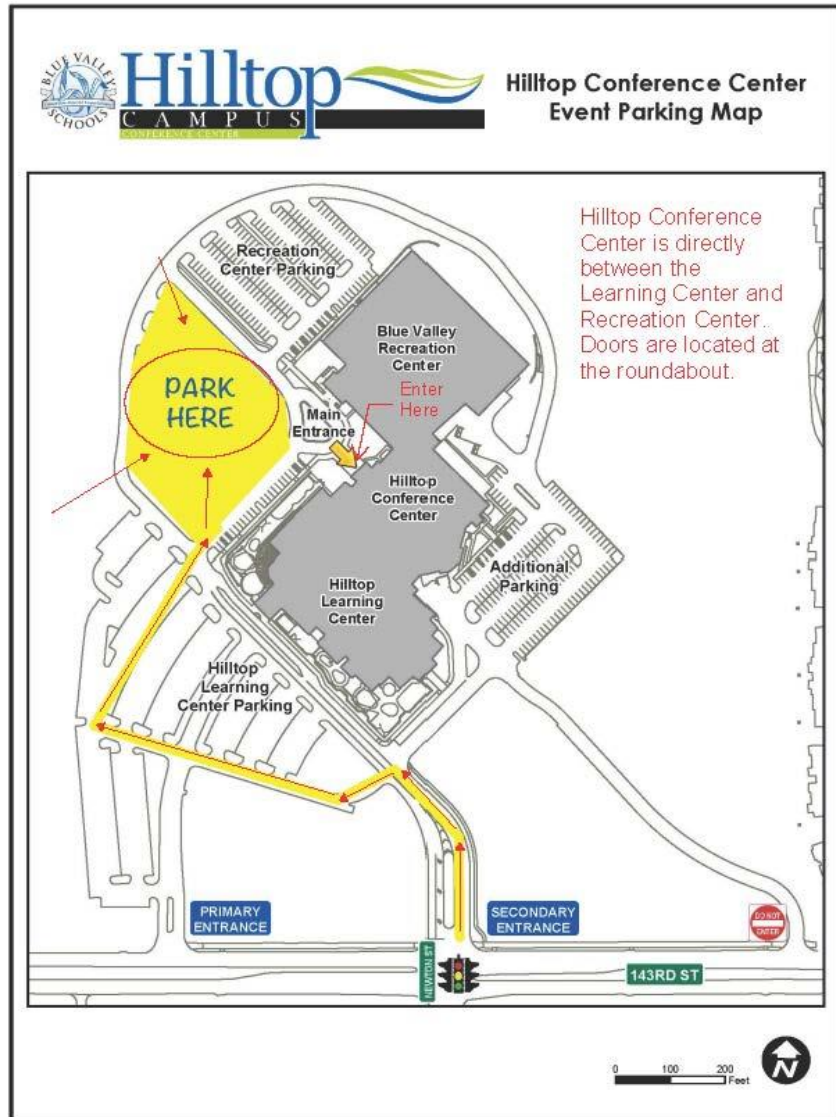 BLUE VALLEY
SCHOOLS
Hilltop
CAMPUS
CONFERENCE CENTER
Hilltop Conference Center
Event Parking Map
Hilltop Conference
Center is directly
between the
Learning Center and
Recreation Center..
Doors are located at
the roundabout.
Recreation
Center Parking
Blue Valley
Recreation
Center
PARK
HERE
Enter
Here
Main
Entrance
Hilltop
Conference
Center
Additional
Parking
Hilltop
Learning
Center
Hilltop
Learning
Center Parking
PRIMARY
ENTRANCE
SECONDARY
ENTRANCE
DO NOT
ENTER
NEWTON ST
143RD ST
0 100 200
Feet
N